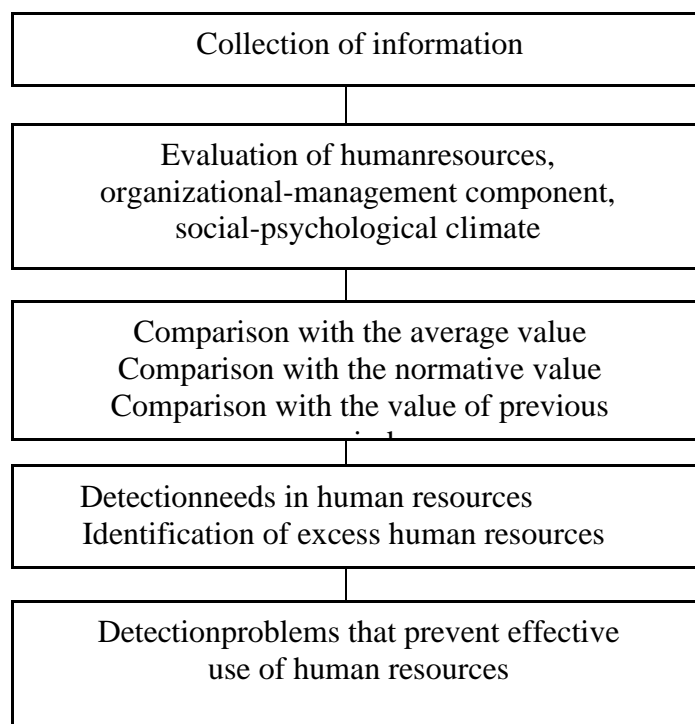 Collection of information
Evaluation of humanresources,
organizational-management component,
social-psychological climate
Comparison with the average value
Comparison with the normative value
Comparison with the value of previous
Detectionneeds in human resources
Identification of excess human resources
Detectionproblems that prevent effective
use of human resources